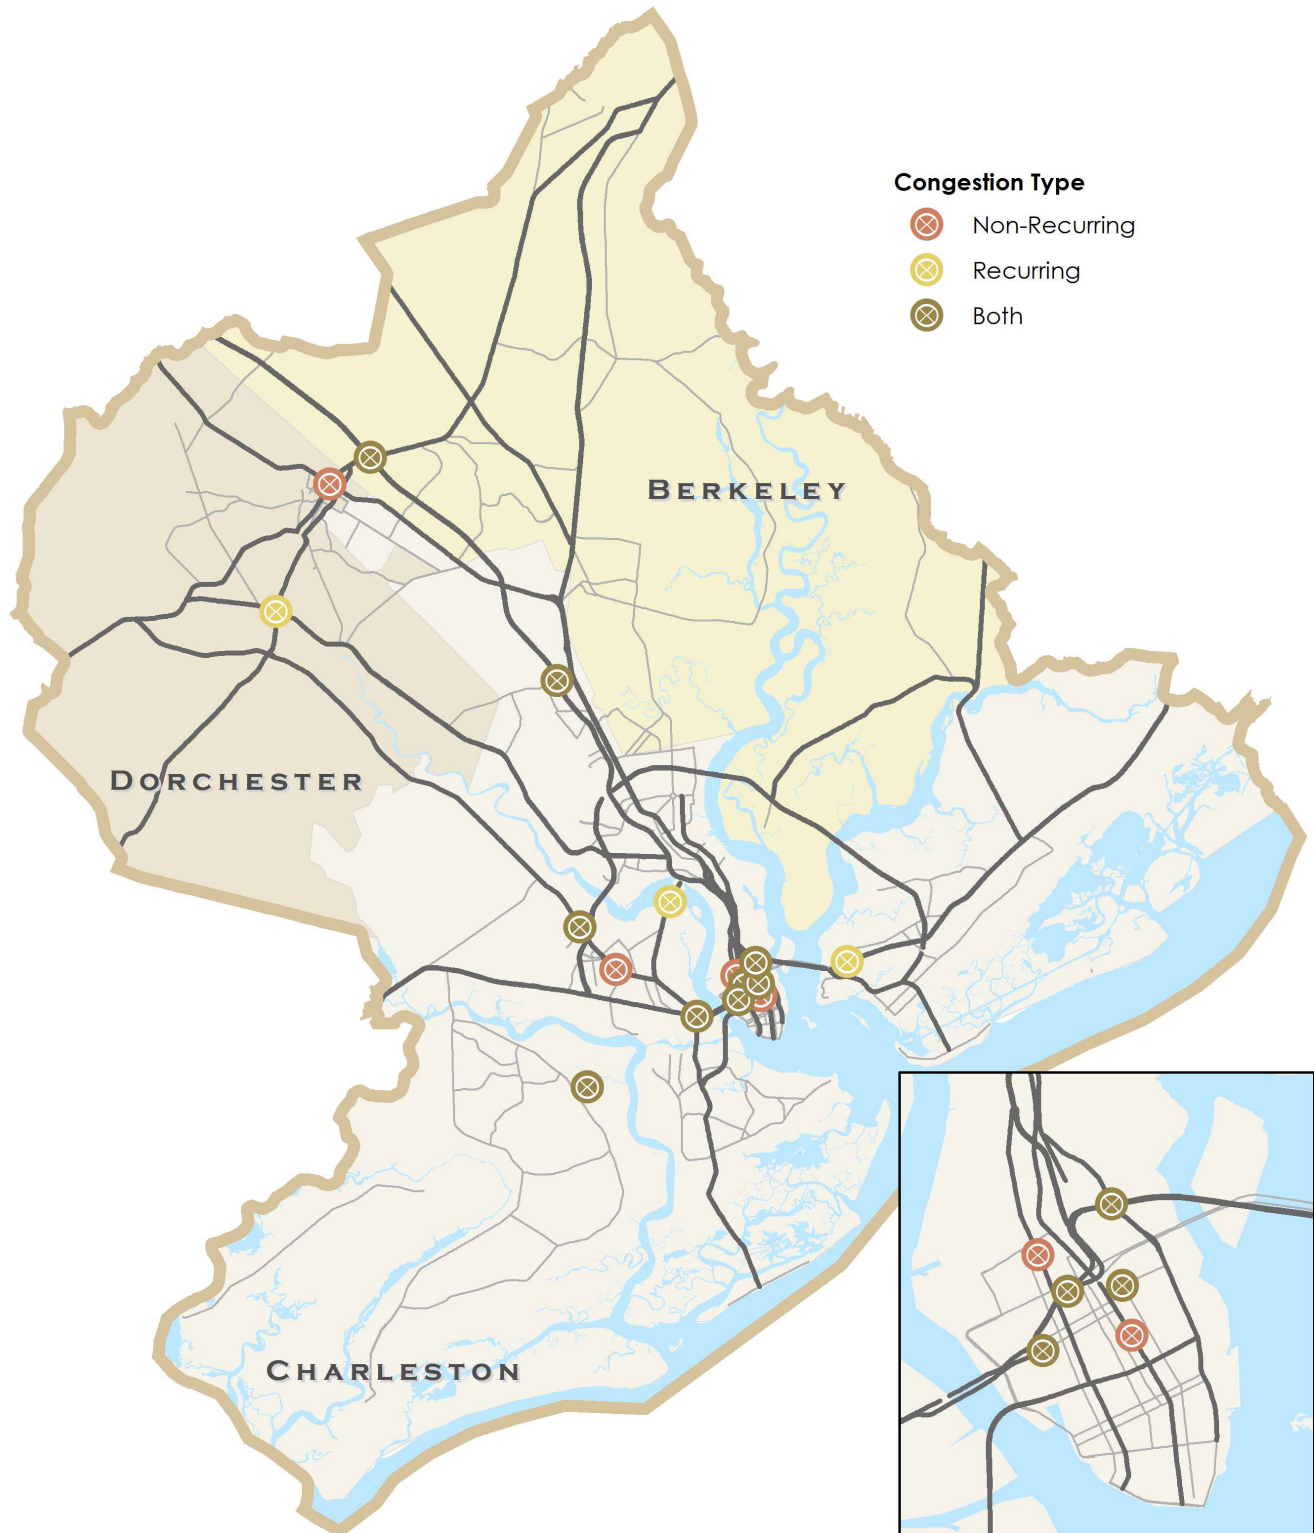 Congestion Type
Non-Recurring
Recurring
Both
BERKELEY
DORCHESTER
CHARLESTON